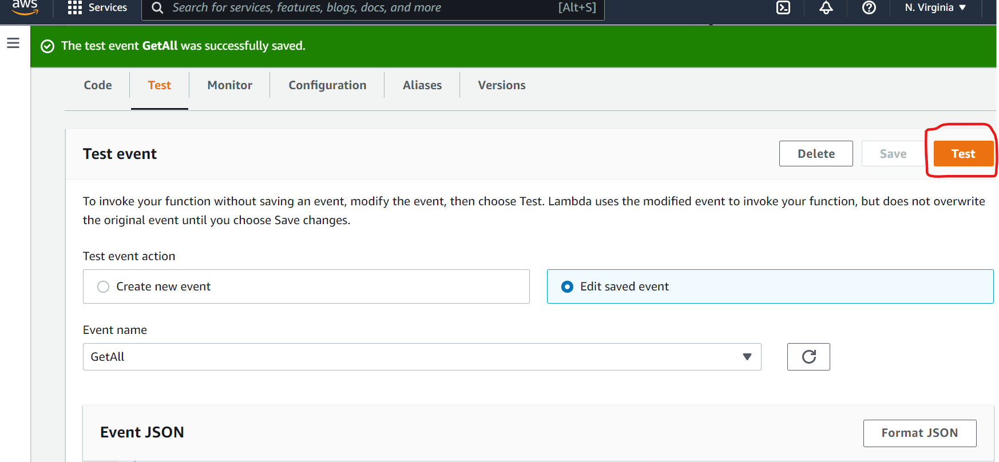 aws Services Search for services, features, blogs, docs, and more [Alt+S] N. Virginia
The test event GetAll was successfully saved.
Code Test Monitor Configuration Aliases Versions
Test event Delete Save Test
To invoke your function without saving an event, modify the event, then choose Test. Lambda uses the modified event to invoke your function, but does not overwrite
the original event until you choose Save changes.
Test event action
Create new event Edit saved event
Event name
GetAll
Event JSON Format JSON